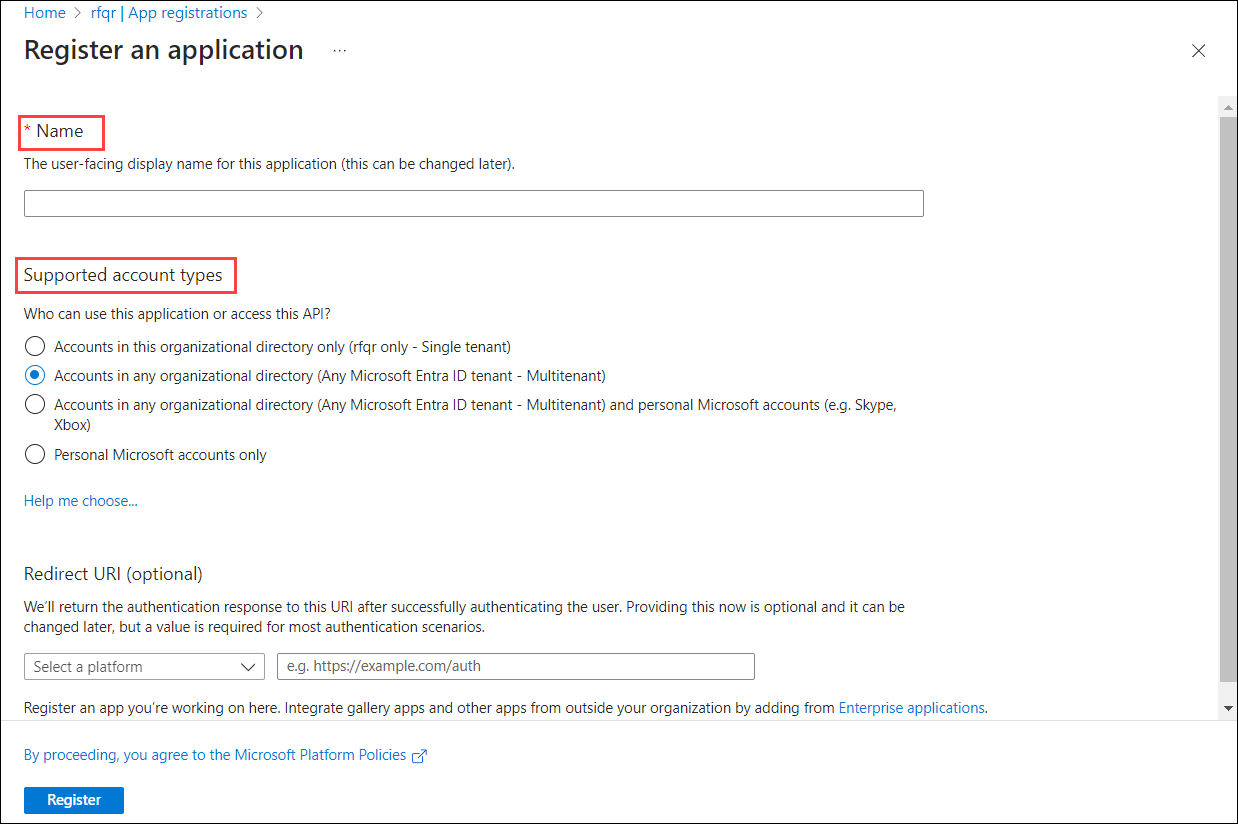 Home > rfqr | App registrations >
Register an application ...
* Name
The user-facing display name for this application (this can be changed later).
Supported account types
Who can use this application or access this API?
Accounts in this organizational directory only (rfqr only - Single tenant)
Accounts in any organizational directory (Any Microsoft Entra ID tenant - Multitenant)
Accounts in any organizational directory (Any Microsoft Entra ID tenant - Multitenant) and personal Microsoft accounts (e.g. Skype,
Xbox)
Personal Microsoft accounts only
Help me choose...
Redirect URI (optional)
We'll return the authentication response to this URI after successfully authenticating the user. Providing this now is optional and it can be
changed later, but a value is required for most authentication scenarios.
Select a platform e.g. https://example.com/auth
Register an app you're working on here. Integrate gallery apps and other apps from outside your organization by adding from Enterprise applications.
By proceeding, you agree to the Microsoft Platform Policies
Register